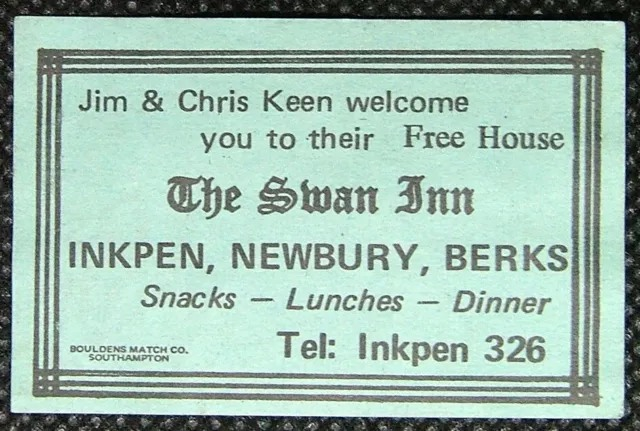 Jim & Chris Keen welcome
you to their Free House
The Swan Inn
INKPEN, NEWBURY, BERKS
Snacks – Lunches – Dinner
Tel: Inkpen 326
BOULDENS MATCH CO.
SOUTHAMPTON